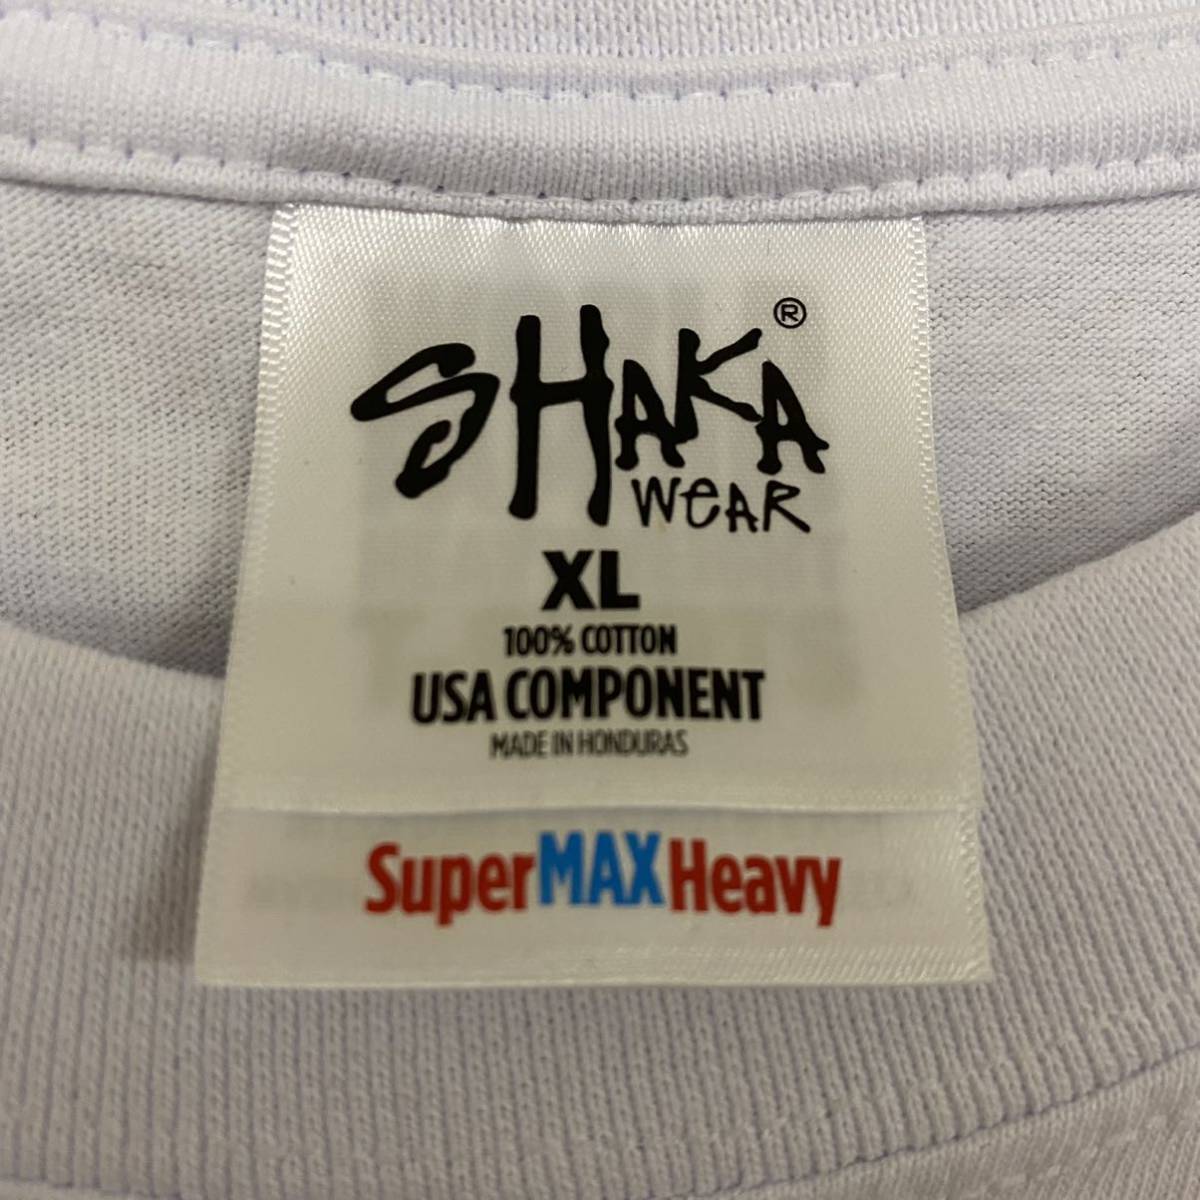 SHAKA ®
WEAR
XL
100% COTTON
USA COMPONENT
MADE IN HONDURAS
SuperMAXHeavy